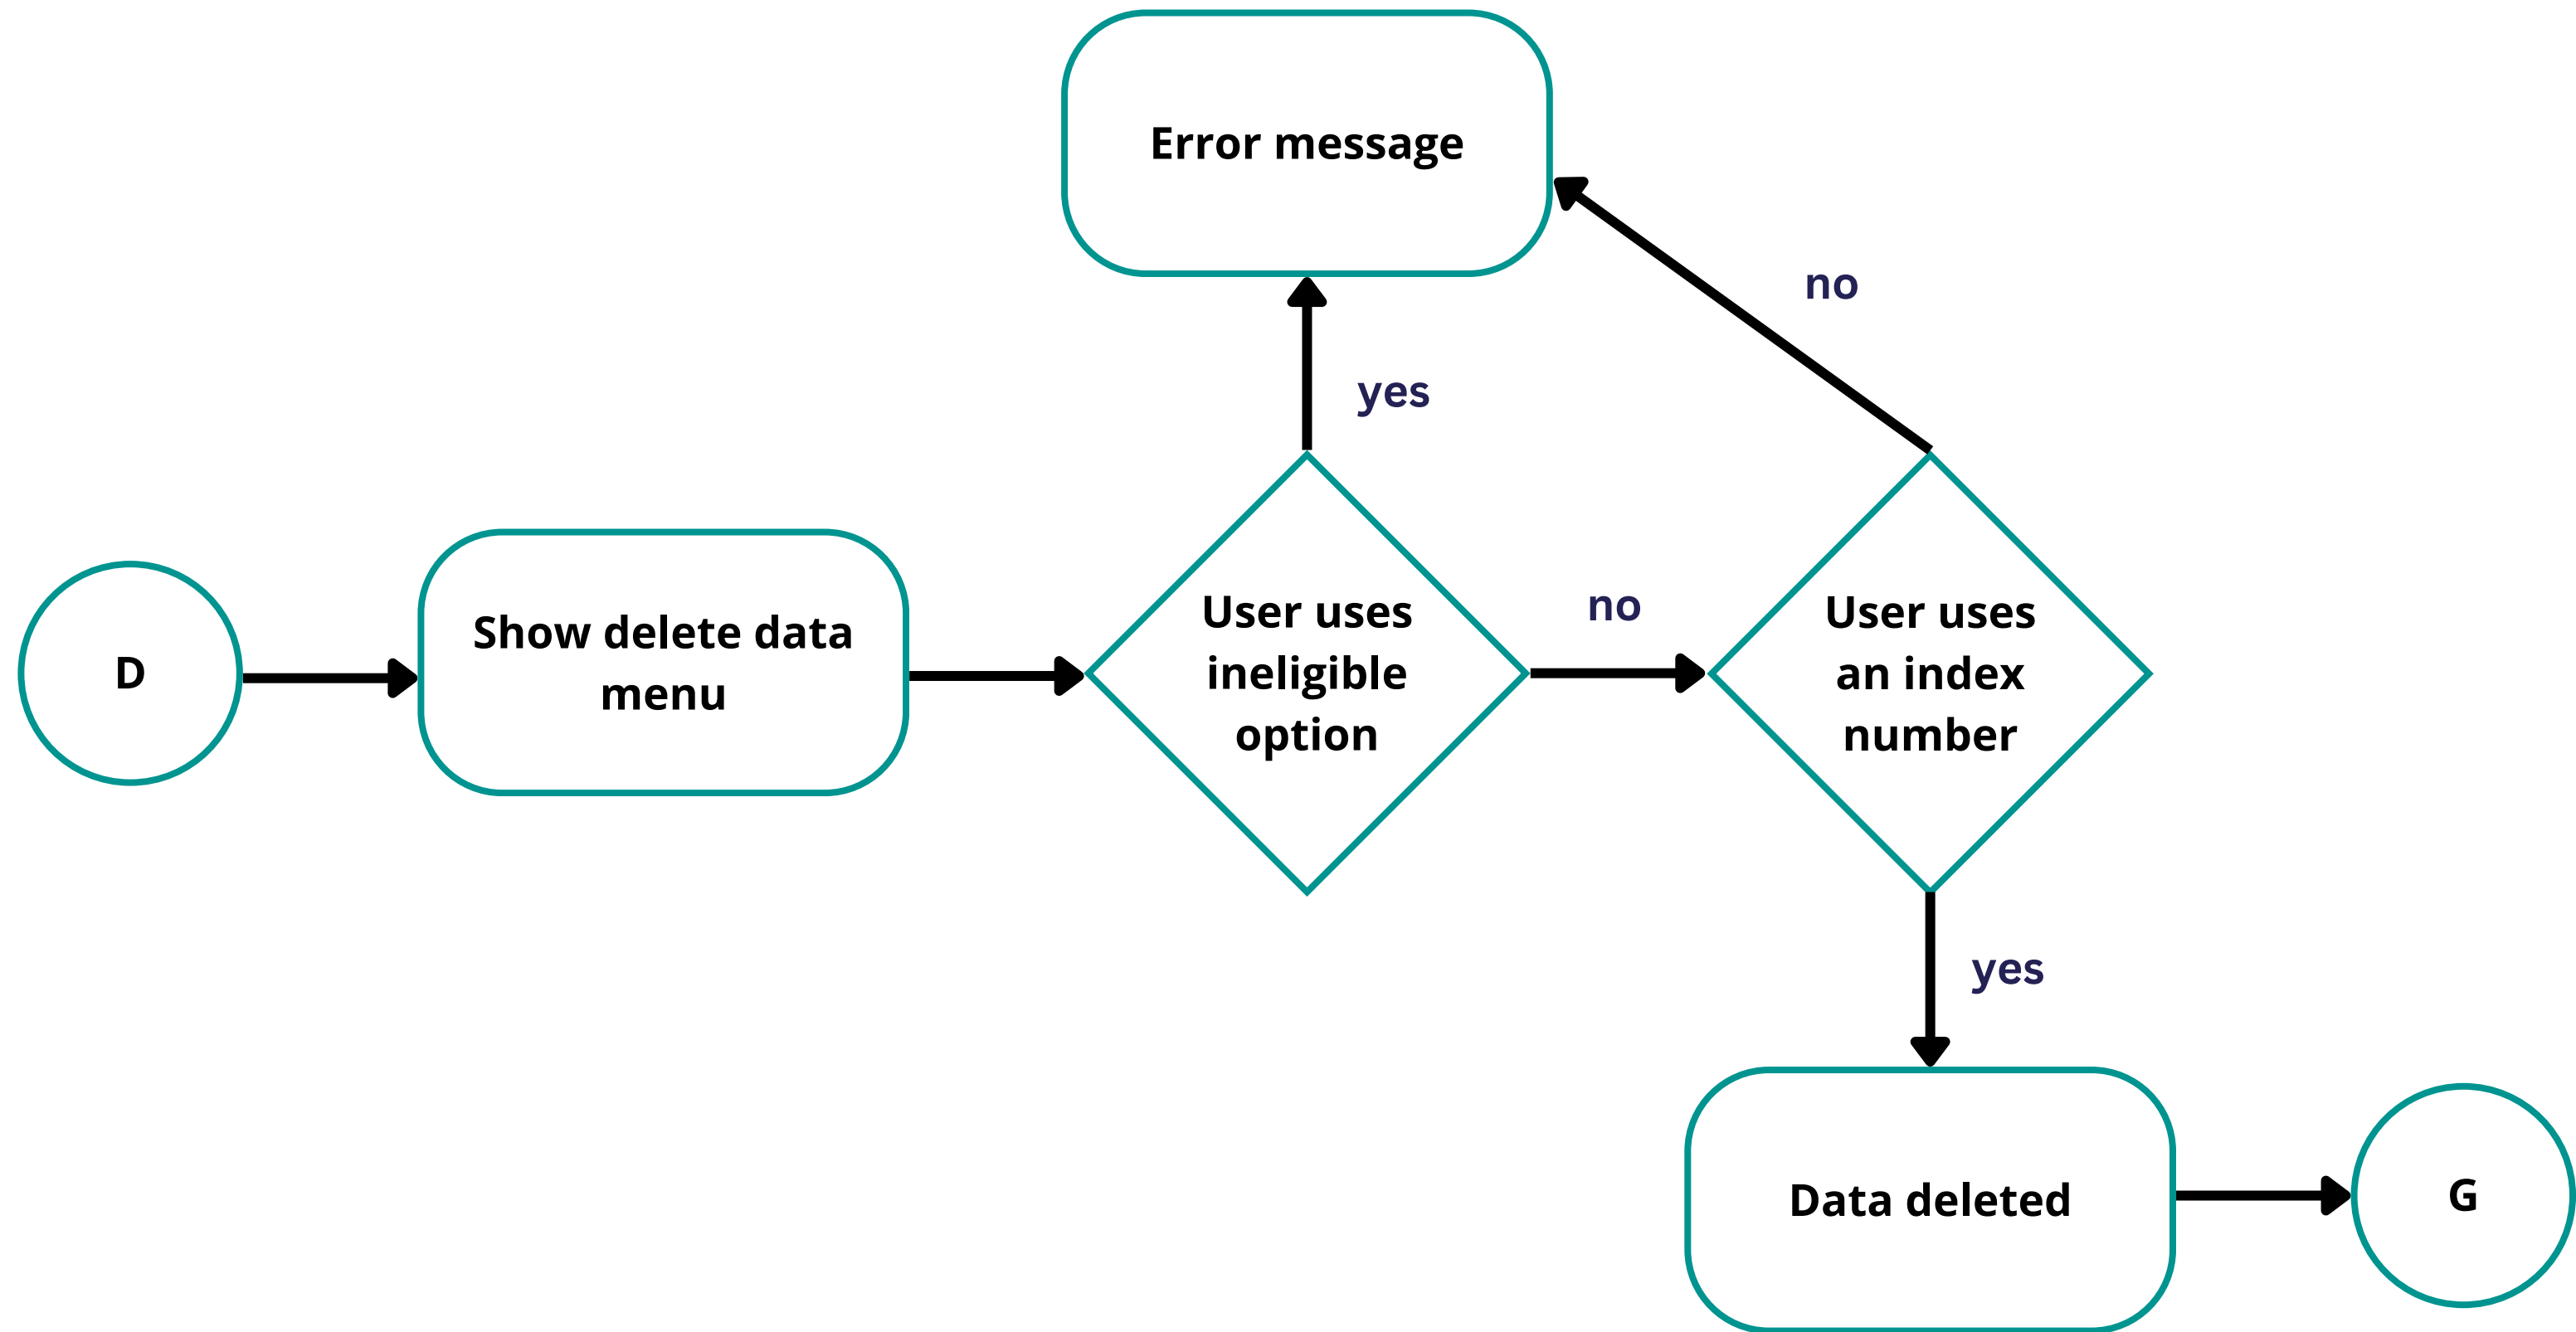 Error message
no
yes
D
Show delete data
menu
User uses
ineligible
option
no
User uses
an index
number
yes
Data deleted
G